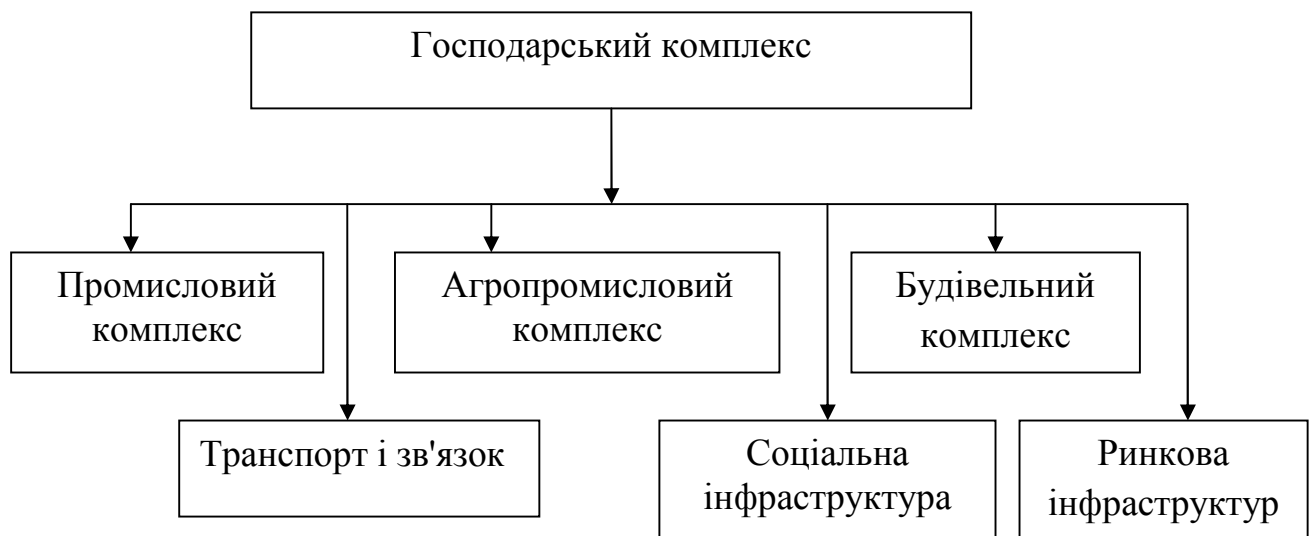 Господарський комплекс
Промисловий
комплекс
Агропромисловий
комплекс
Будівельний
комплекс
Транспорт і зв'язок
Соціальна
інфраструктура
Ринкова
інфраструктур